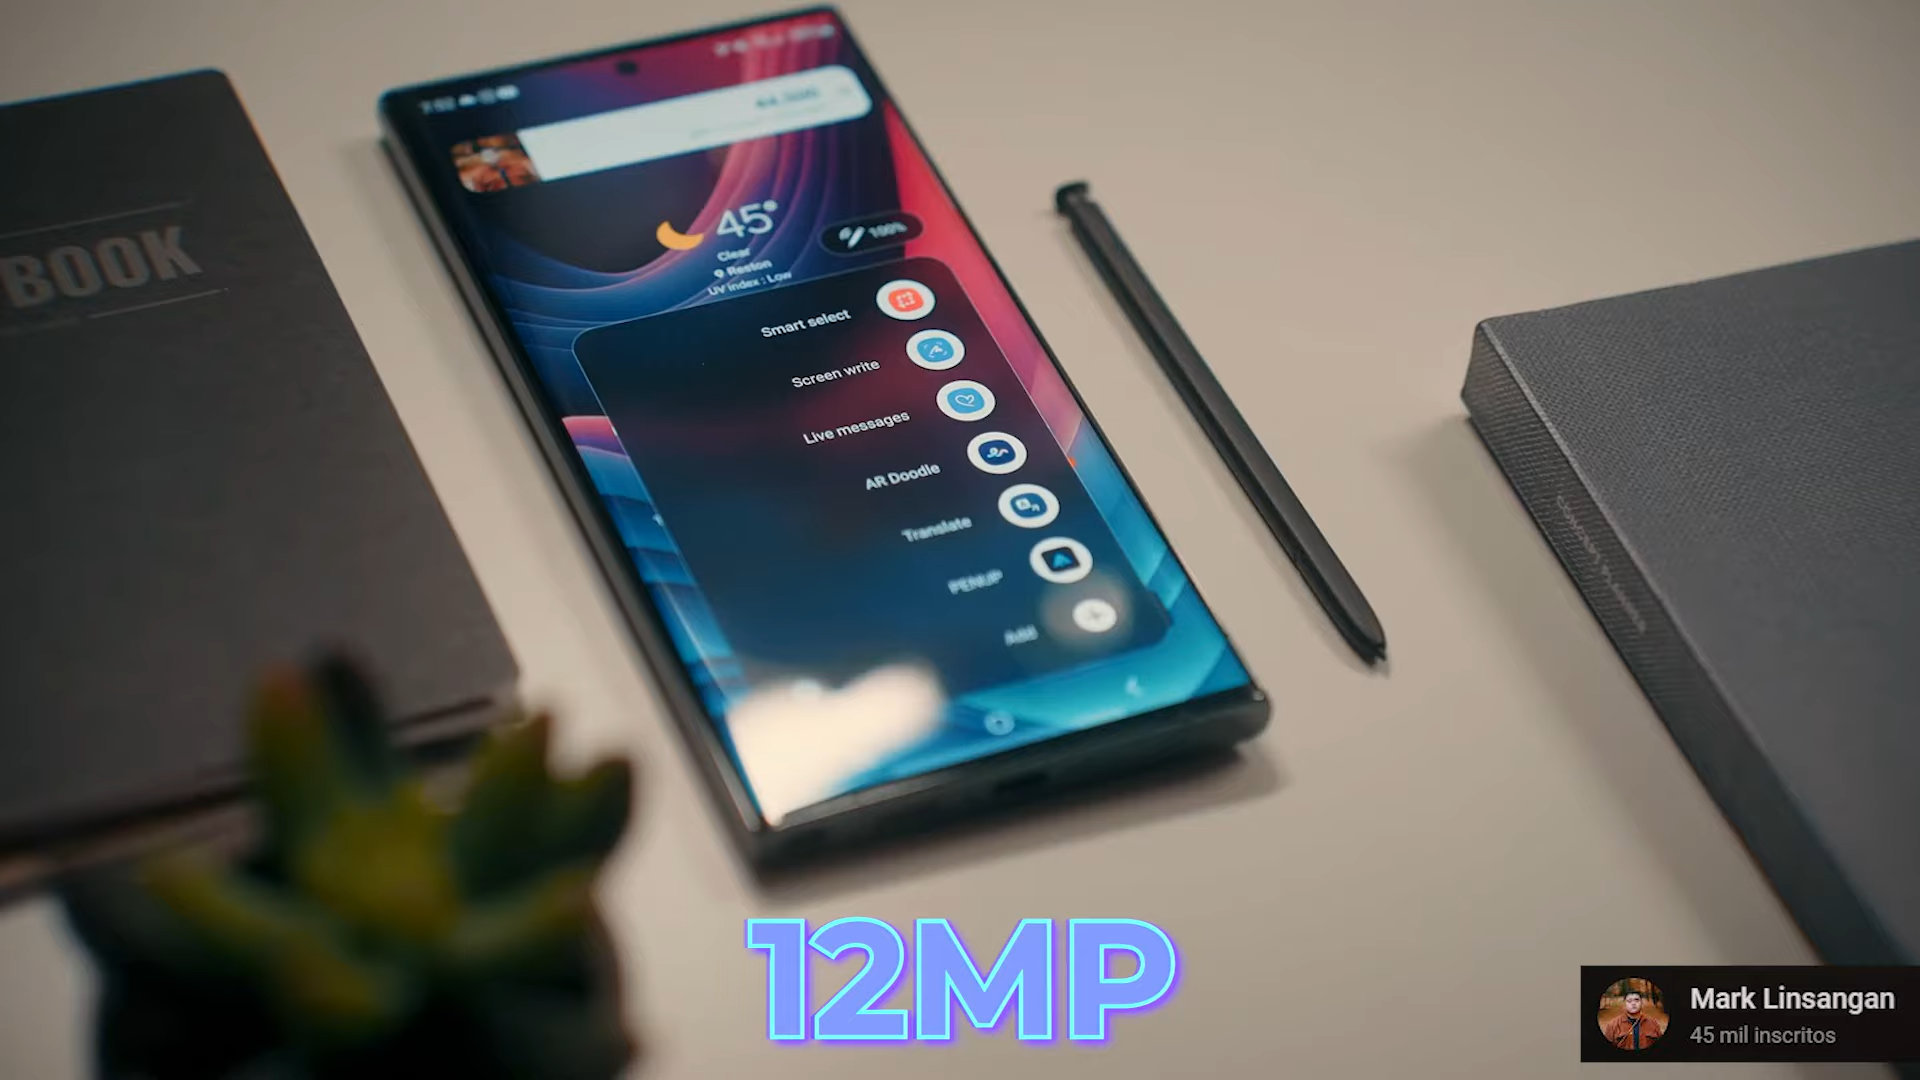 BOOK
45°
Clear
Reston
UV index : Low
100%
Smart select
Screen write
Live messages
AR Doodle
Translate
PENUP
Add
12MP
Mark Linsangan
45 mil inscritos